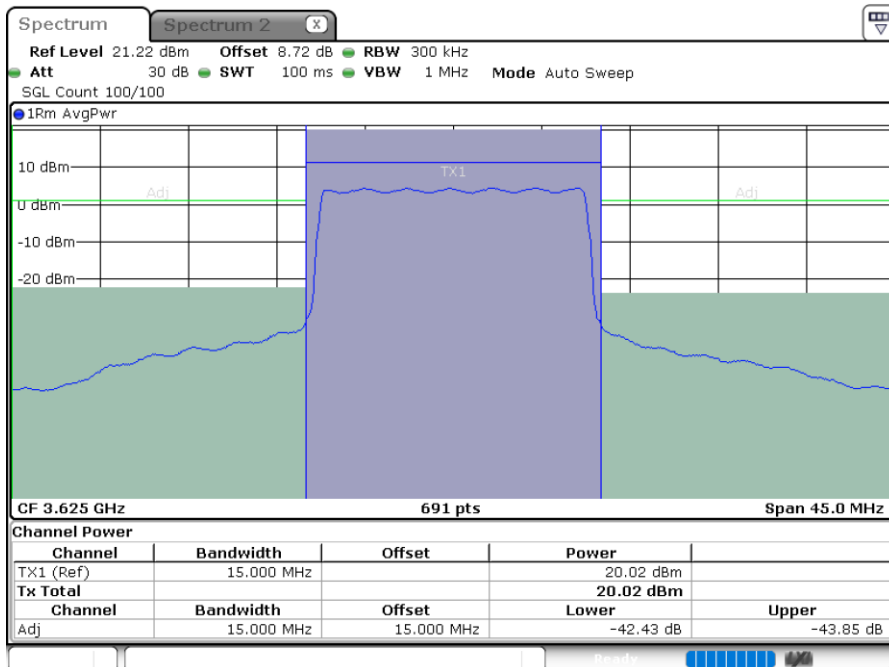 Spectrum Spectrum 2 X
Ref Level 21.22 dBm Offset 8.72 dB RBW 300 kHz
Att 30 dB SWT 100 ms VBW 1 MHz Mode Auto Sweep
SGL Count 100/100
1Rm AvgPwr
10 dBm
TX1
Adj Adj
0 dBm
-10 dBm
-20 dBm
CF 3.625 GHz 691 pts Span 45.0 MHz
Channel Power
Channel Bandwidth Offset Power
TX1 (Ref) 15.000 MHz 20.02 dBm
Tx Total 20.02 dBm
Channel Bandwidth Offset Lower Upper
Adj 15.000 MHz 15.000 MHz -42.43 dB -43.85 dB
Ready